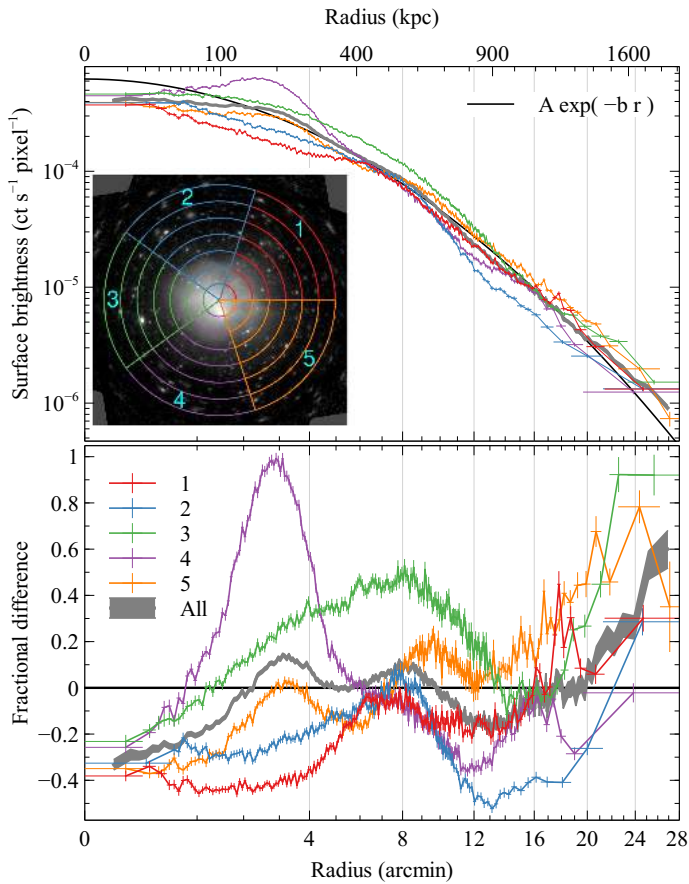 Radius (kpc)
0 100 400 900 1600
Surface brightness (ct s⁻¹ pixel⁻¹)
10⁻⁴
10⁻⁵
10⁻⁶
A exp( −b r )
2
1
3
5
4
Fractional difference
1
0.8
0.6
0.4
0.2
0
−0.2
−0.4
1
2
3
4
5
All
0 4 8 12 16 20 24 28
Radius (arcmin)